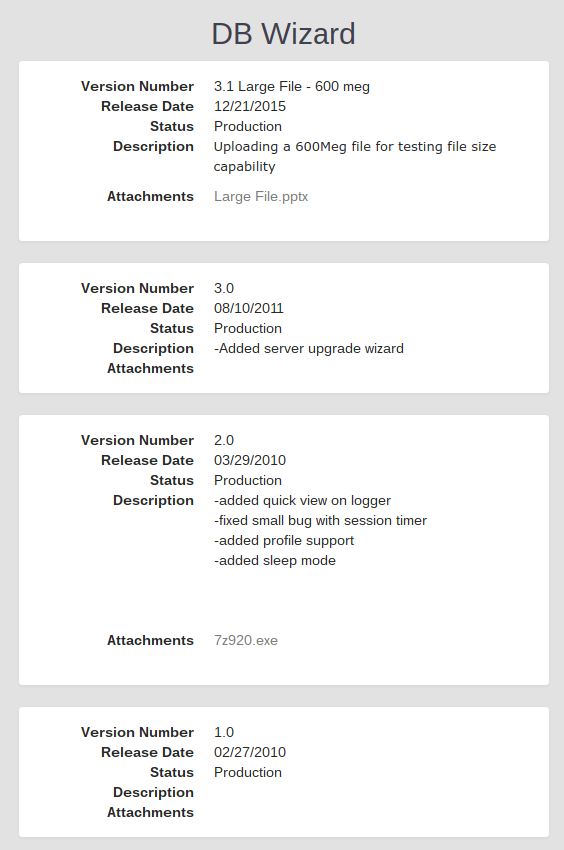 DB Wizard
Version Number 3.1 Large File - 600 meg
Release Date 12/21/2015
Status Production
Description Uploading a 600Meg file for testing file size
capability
Attachments Large File.pptx
Version Number 3.0
Release Date 08/10/2011
Status Production
Description -Added server upgrade wizard
Attachments
Version Number 2.0
Release Date 03/29/2010
Status Production
Description -added quick view on logger
-fixed small bug with session timer
-added profile support
-added sleep mode
Attachments 7z920.exe
Version Number 1.0
Release Date 02/27/2010
Status Production
Description
Attachments